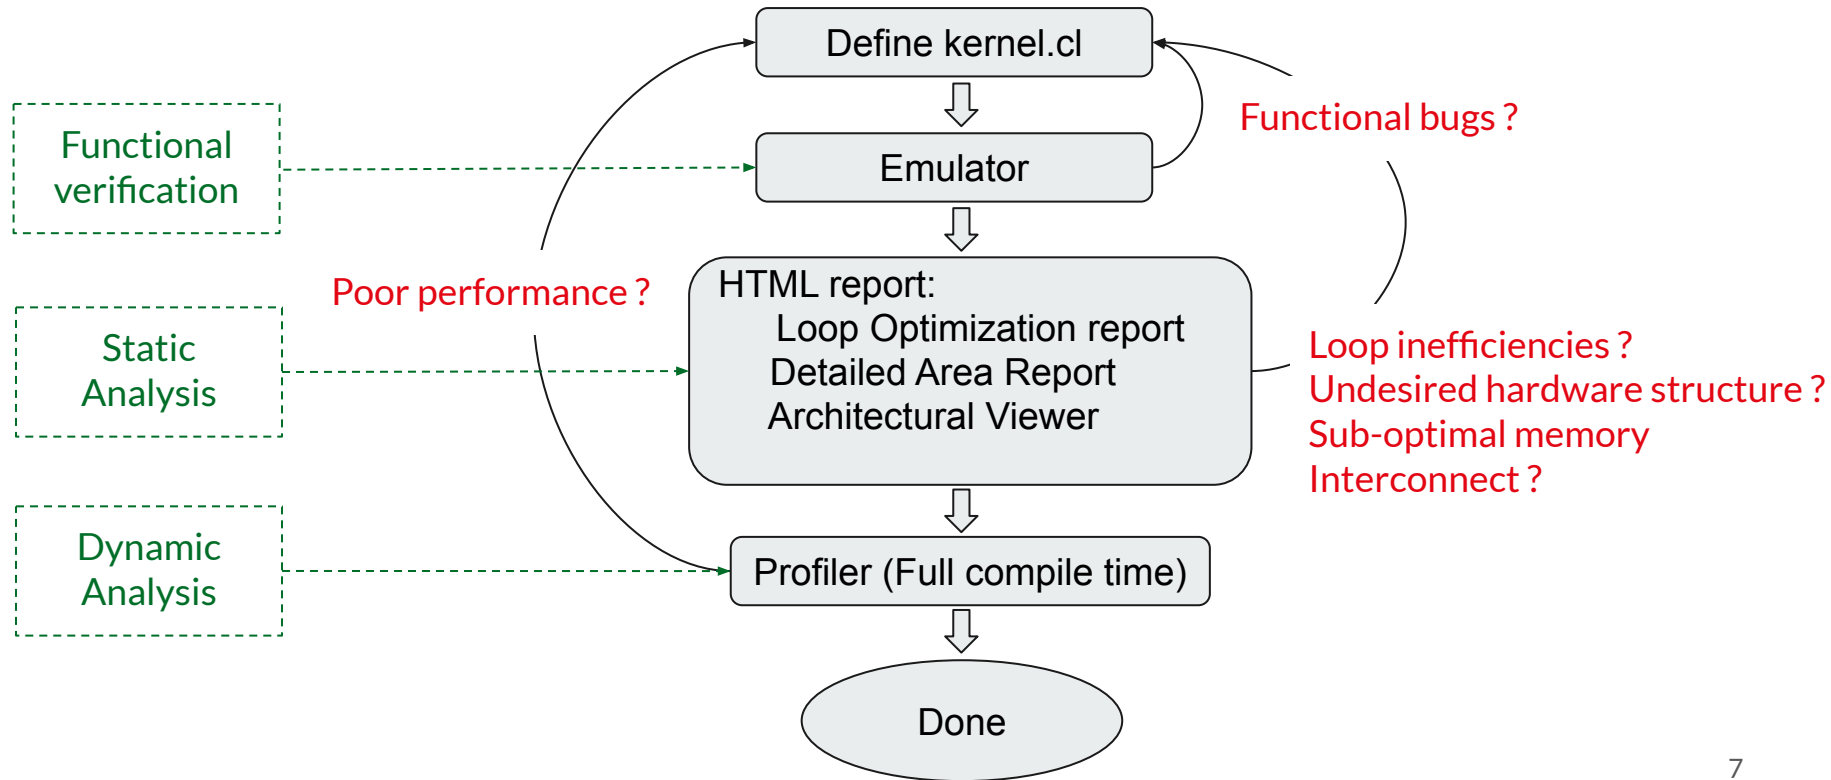 Define kernel.cl
Functional bugs ?
Functional
verification
Emulator
Poor performance ?
HTML report:
Loop Optimization report
Detailed Area Report
Architectural Viewer
Static
Analysis
Loop inefficiencies ?
Undesired hardware structure ?
Sub-optimal memory
Interconnect ?
Dynamic
Analysis
Profiler (Full compile time)
Done
7